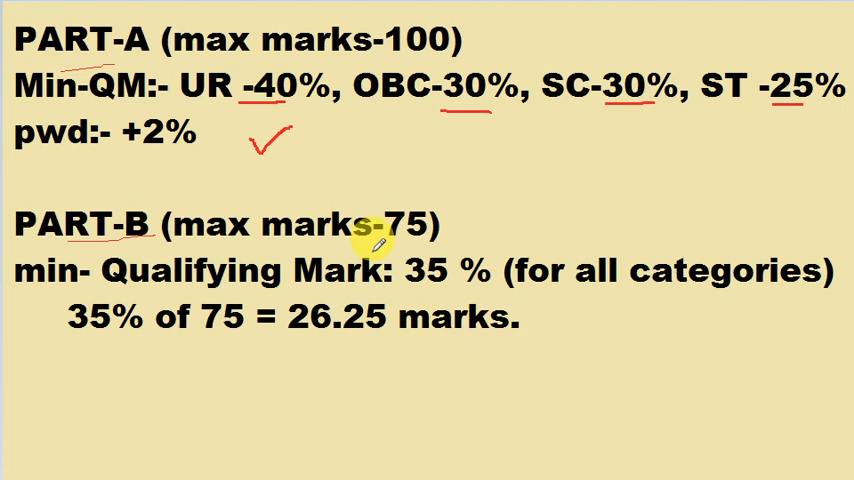 PART-A (max marks-100)
Min-QM:- UR -40%, OBC-30%, SC-30%, ST -25%
pwd:- +2%
PART-B (max marks-75)
min- Qualifying Mark: 35 % (for all categories)
35% of 75 = 26.25 marks.